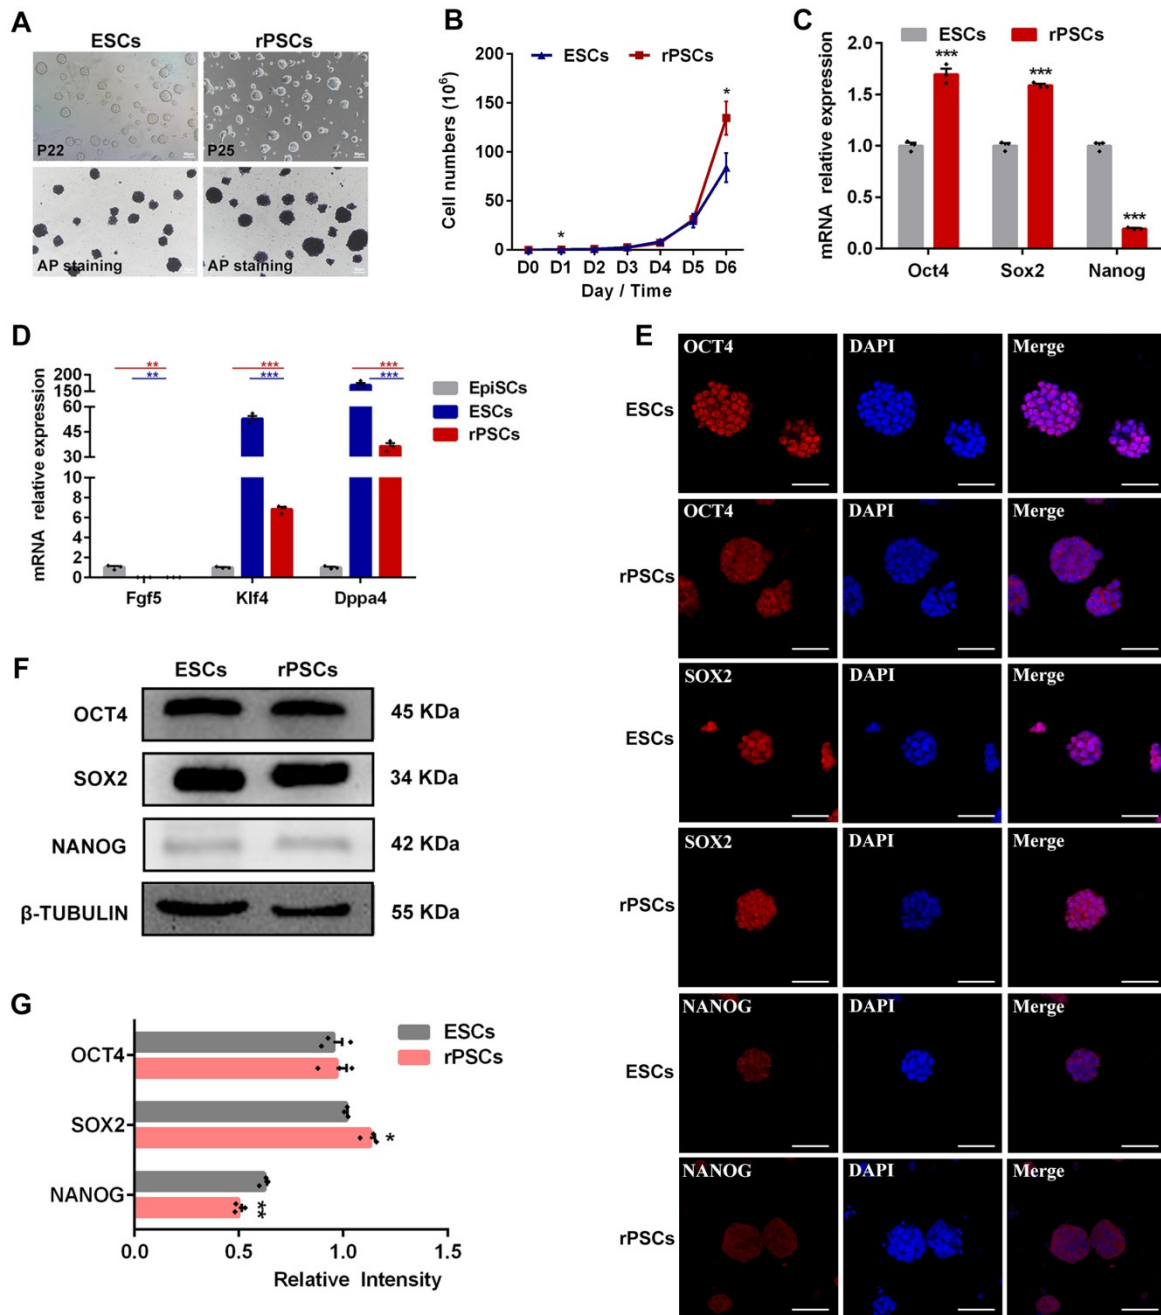 A
ESCs rPSCs
P22 P25
AP staining AP staining
B
ESCs rPSCs
Cell numbers (10⁶)
200
150
100
50
0
* *
D0 D1 D2 D3 D4 D5 D6
Day / Time
C
ESCs rPSCs
mRNA relative expression
2.0
1.5
1.0
0.5
0.0
*** *** ***
Oct4 Sox2 Nanog
D
mRNA relative expression
200
150
60
45
30
10
8
6
4
2
0
** *** ***
** *** ***
EpiSCs
ESCs
rPSCs
Fgf5 Klf4 Dppa4
E
OCT4 DAPI Merge
ESCs
OCT4 DAPI Merge
rPSCs
SOX2 DAPI Merge
ESCs
SOX2 DAPI Merge
rPSCs
NANOG DAPI Merge
ESCs
NANOG DAPI Merge
rPSCs
F
ESCs rPSCs
OCT4 45 KDa
SOX2 34 KDa
NANOG 42 KDa
β-TUBULIN 55 KDa
G
ESCs
rPSCs
OCT4
SOX2
*
NANOG
**
0.0 0.5 1.0 1.5
Relative Intensity